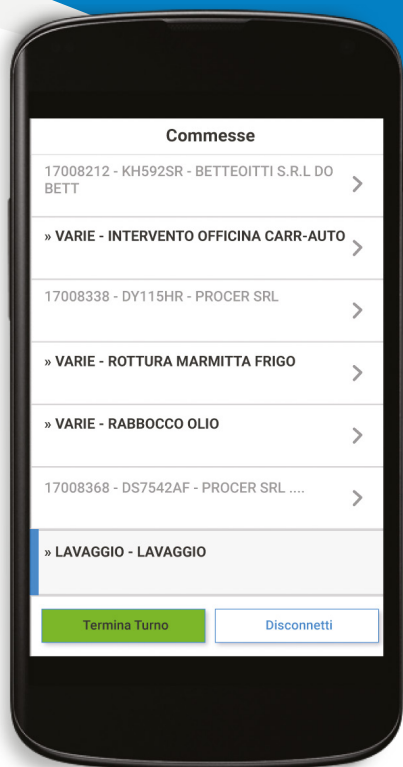 Commesse
17008212 - KH592SR - BETTEOITTI S.R.L DO
BETT
» VARIE - INTERVENTO OFFICINA CARR-AUTO
17008338 - DY115HR - PROCER SRL
» VARIE - ROTTURA MARMITTA FRIGO
» VARIE - RABBOCCO OLIO
17008368 - DS7542AF - PROCER SRL ....
» LAVAGGIO - LAVAGGIO
Termina Turno
Disconnetti